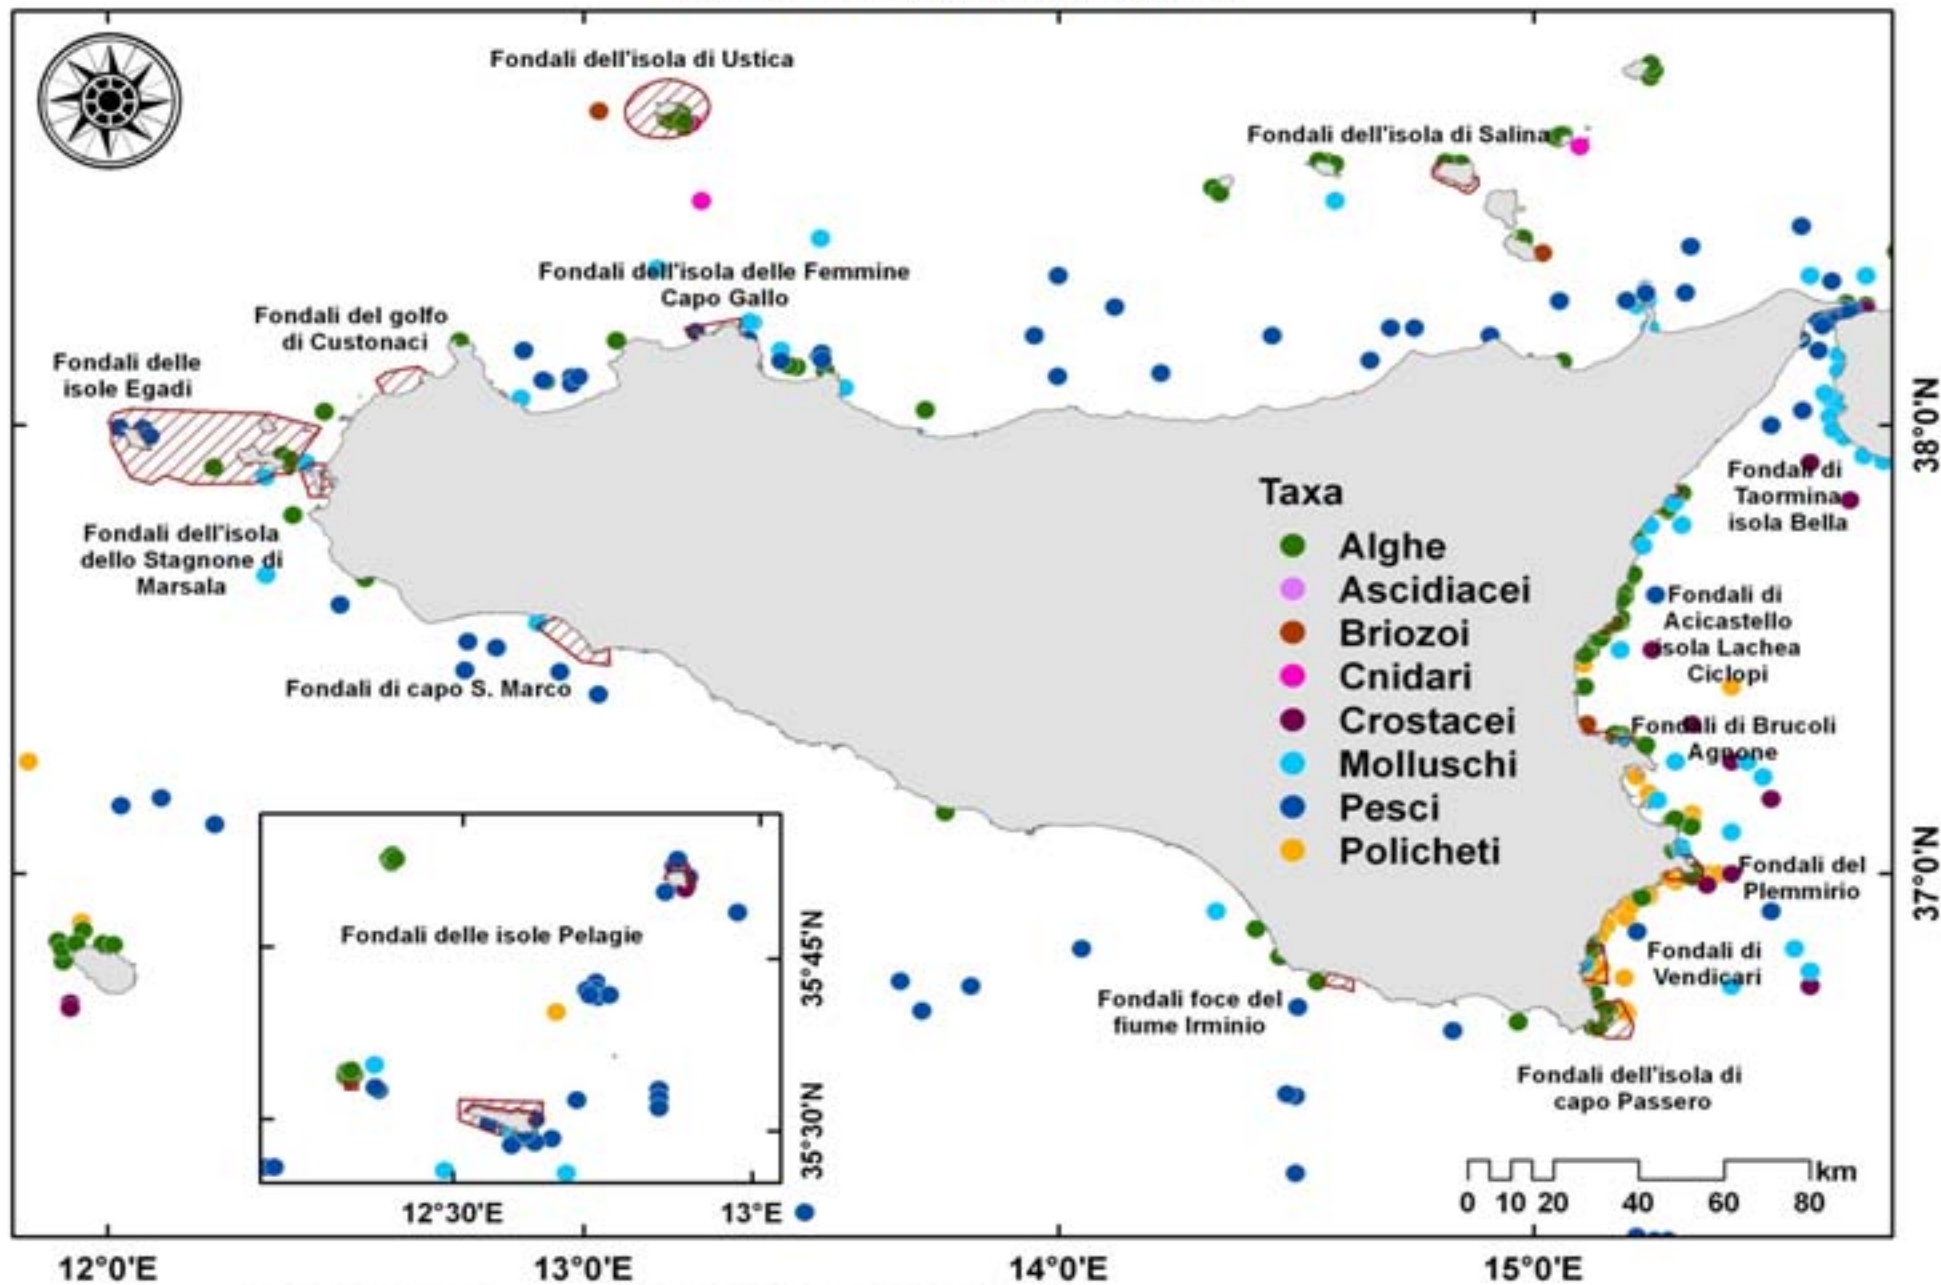 Fondali dell'isola di Ustica
Fondali dell'isola di Salina
Fondali dell'isola delle Femmine
Capo Gallo
Fondali del golfo
di Custonaci
Fondali delle
isole Egadi
Fondali dell'isola
dello Stagnone di
Marsala
Fondali di capo S. Marco
Fondali di
Taormina
isola Bella
Fondali di
Acicastello
isola Lachea
Ciclopi
Fondali di Brucoli
Agnone
Fondali del
Plemmirio
Fondali di
Vendicari
Fondali foce del
fiume Irminio
Fondali dell'isola di
capo Passero
Taxa
Alghe
Ascidiacei
Briozoi
Cnidari
Crostacei
Molluschi
Pesci
Policheti
Fondali delle isole Pelagie
35°45'N
35°30'N
12°30'E
13°E
38°0'N
37°0'N
km
0 10 20 40 60 80
12°0'E
13°0'E
14°0'E
15°0'E